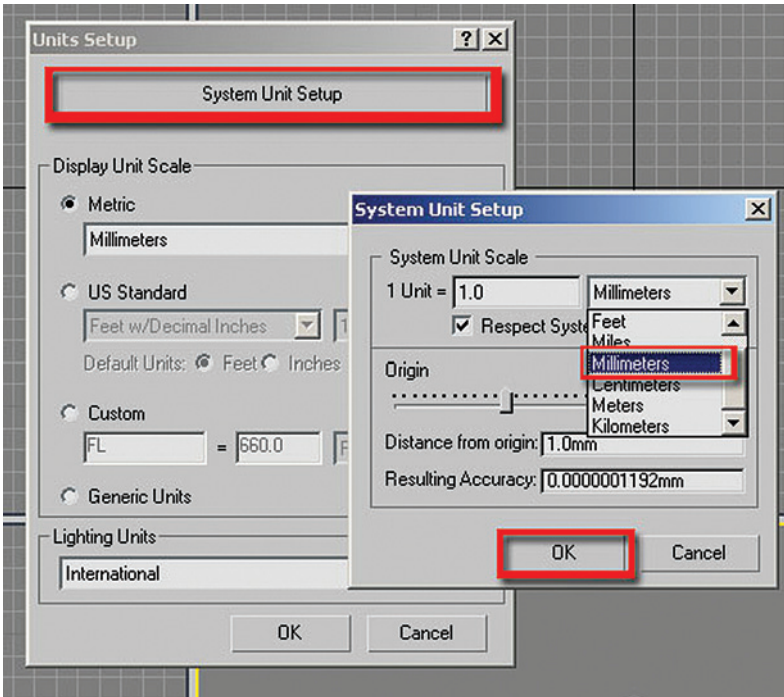 Units Setup
System Unit Setup
Display Unit Scale
Metric
Millimeters
US Standard
Feet w/Decimal Inches
Default Units: Feet Inches
Custom
FL = 660.0
Generic Units
Lighting Units
International
OK Cancel
System Unit Setup
System Unit Scale
1 Unit = 1.0 Millimeters
Respect
Feet
Miles
Millimeters
Centimeters
Meters
Kilometers
Origin
Distance from origin: 1.0mm
Resulting Accuracy: 0.0000001192mm
OK Cancel